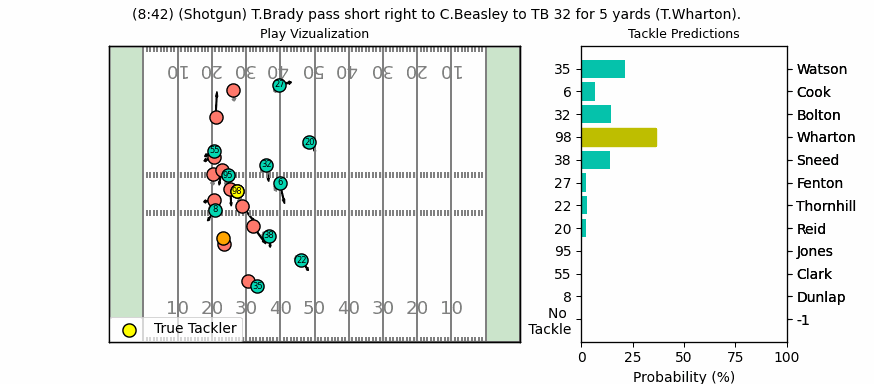 (8:42) (Shotgun) T.Brady pass short right to C.Beasley to TB 32 for 5 yards (T.Wharton).
Play Vizualization
Tackle Predictions
10 20 30 40 50 40 30 20 10
27
20
55
32
95
6
98
8
38
22
35
10 20 30 40 50 40 30 20 10
True Tackler
35 Watson
6 Cook
32 Bolton
98 Wharton
38 Sneed
27 Fenton
22 Thornhill
20 Reid
95 Jones
55 Clark
8 Dunlap
No Tackle -1
0 25 50 75 100
Probability (%)